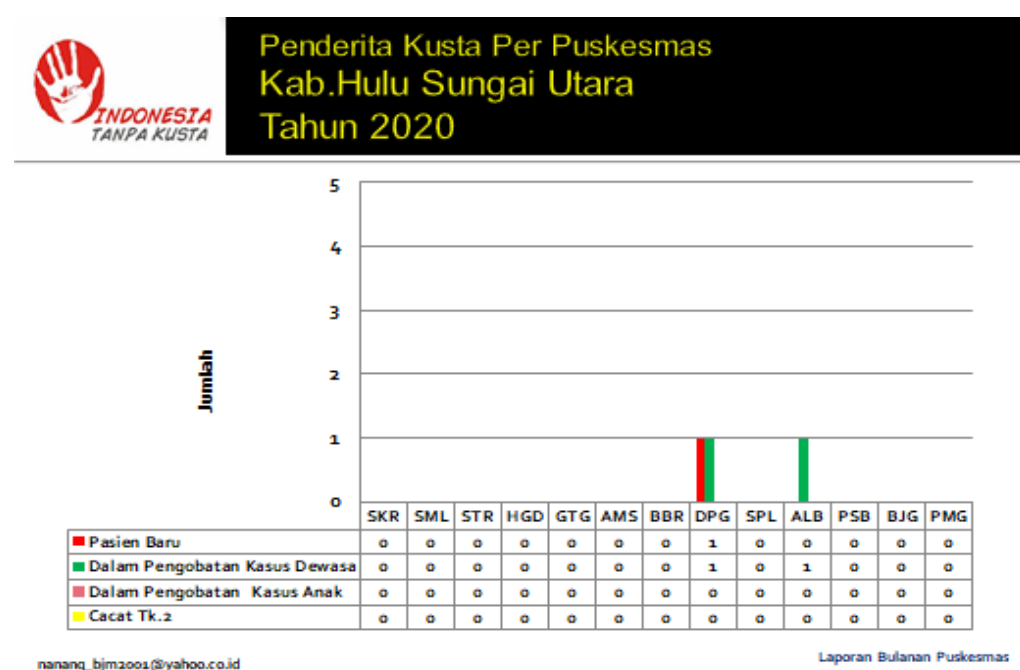 Penderita Kusta Per Puskesmas
Kab.Hulu Sungai Utara
Tahun 2020
INDONESIA
TANPA KUSTA
5
4
3
2
1
0
Jumlah
SKR SML STR HGD GTG AMS BBR DPG SPL ALB PSB BJG PMG
Pasien Baru 0 0 0 0 0 0 0 1 0 0 0 0 0
Dalam Pengobatan Kasus Dewasa 0 0 0 0 0 0 0 1 0 1 0 0 0
Dalam Pengobatan Kasus Anak 0 0 0 0 0 0 0 0 0 0 0 0 0
Cacat Tk.2 0 0 0 0 0 0 0 0 0 0 0 0 0
nanang_bjm2001@yahoo.co.id
Laporan Bulanan Puskesmas